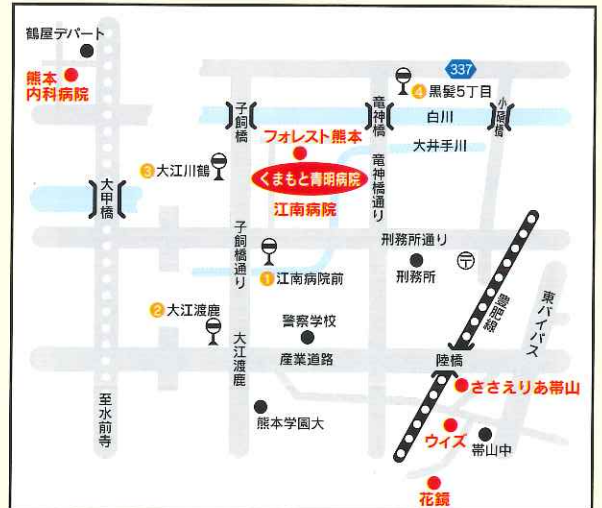 鶴屋デパート
熊本
内科病院
337
④黒髪5丁目
子飼橋
竜神橋
白川
小磧橋
フォレスト熊本
大井手川
③大江川鶴
くまもと青明病院
竜神橋通り
大甲橋
江南病院
子飼橋通り
刑務所通り
〒
①江南病院前
刑務所
豊肥線
東バイパス
②大江渡鹿
警察学校
大江渡鹿
産業道路
陸橋
ささえりあ帯山
至水前寺
熊本学園大
ウィズ
帯山中
花鏡